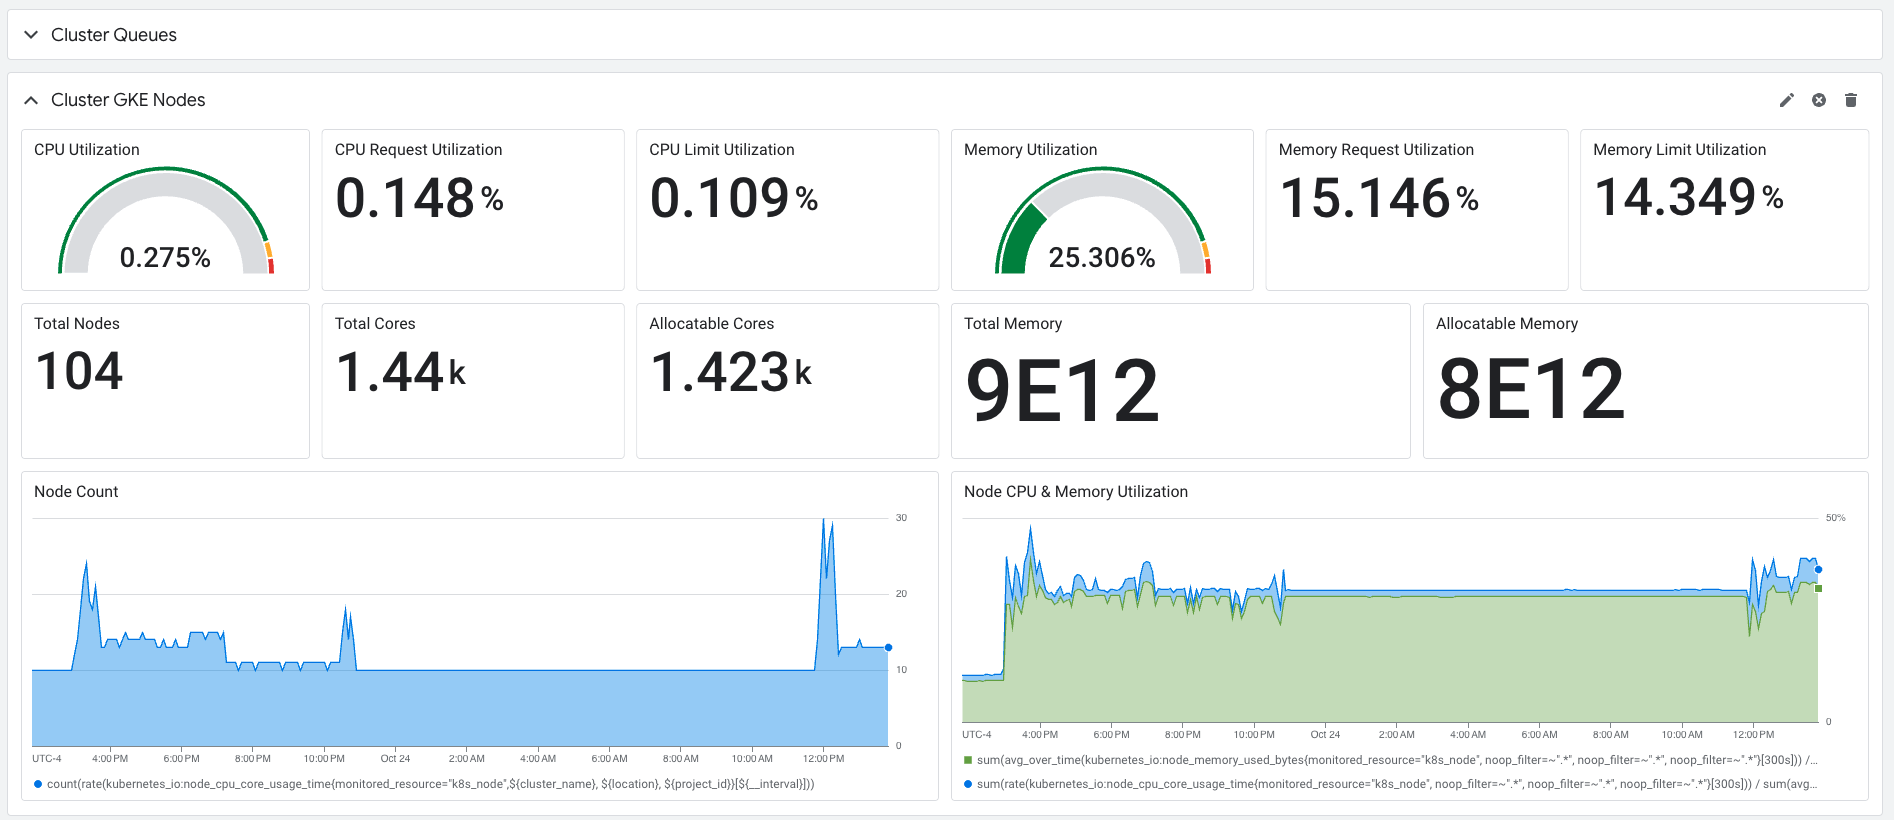 Cluster Queues
Cluster GKE Nodes
CPU Utilization
0.275%
CPU Request Utilization
0.148 %
CPU Limit Utilization
0.109 %
Memory Utilization
25.306%
Memory Request Utilization
15.146 %
Memory Limit Utilization
14.349 %
Total Nodes
104
Total Cores
1.44 k
Allocatable Cores
1.423 k
Total Memory
9E12
Allocatable Memory
8E12
Node Count
30
20
10
0
UTC-4 4:00 PM 6:00 PM 8:00 PM 10:00 PM Oct 24 2:00 AM 4:00 AM 6:00 AM 8:00 AM 10:00 AM 12:00 PM
count(rate(kubernetes_io:node_cpu_core_usage_time{monitored_resource="k8s_node",${cluster_name}, ${location}, ${project_id}}[${__interval}]))
Node CPU & Memory Utilization
50%
0
UTC-4 4:00 PM 6:00 PM 8:00 PM 10:00 PM Oct 24 2:00 AM 4:00 AM 6:00 AM 8:00 AM 10:00 AM 12:00 PM
sum(avg_over_time(kubernetes_io:node_memory_used_bytes{monitored_resource="k8s_node", noop_filter=~".*", noop_filter=~".*", noop_filter=~".*"}[300s])) /...
sum(rate(kubernetes_io:node_cpu_core_usage_time{monitored_resource="k8s_node", noop_filter=~".*", noop_filter=~".*", noop_filter=~".*"}[300s])) / sum(avg...